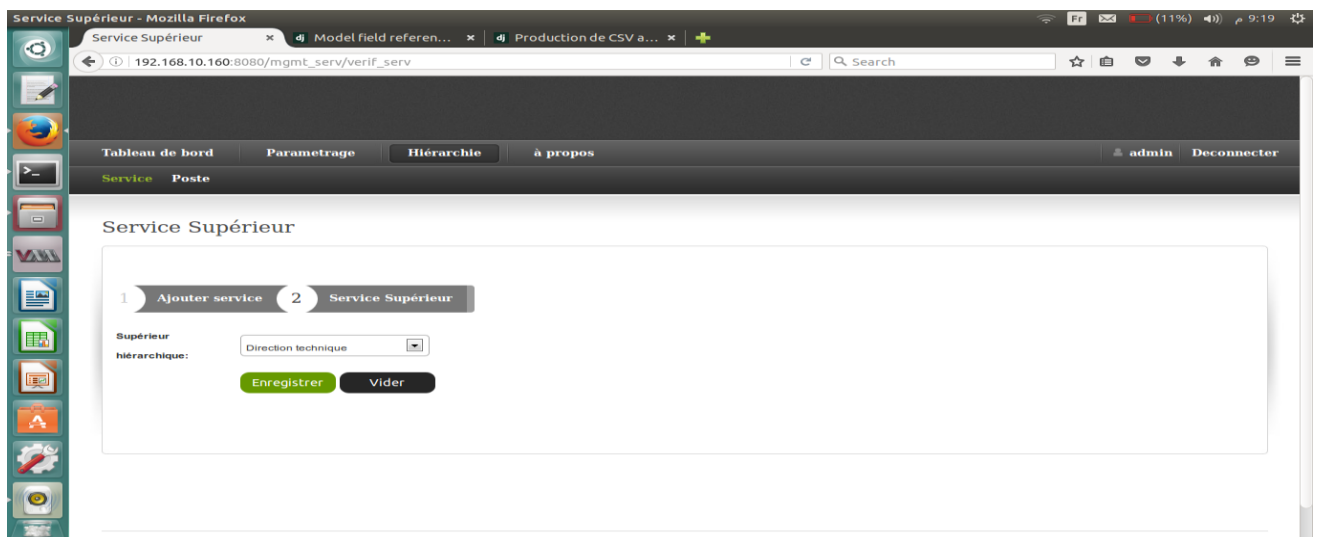 Service Supérieur - Mozilla Firefox Fr (11%) 9:19 م
Service Supérieur × dj Model field referen... × dj Production de CSV a... ×
192.168.10.160:8080/mgmt_serv/verif_serv Search
Tableau de bord Parametrage Hiérarchie à propos admin Deconnecter
Service Poste
Service Supérieur
1 Ajouter service 2 Service Supérieur
Supérieur
hiérarchique:
Direction technique
Enregistrer Vider